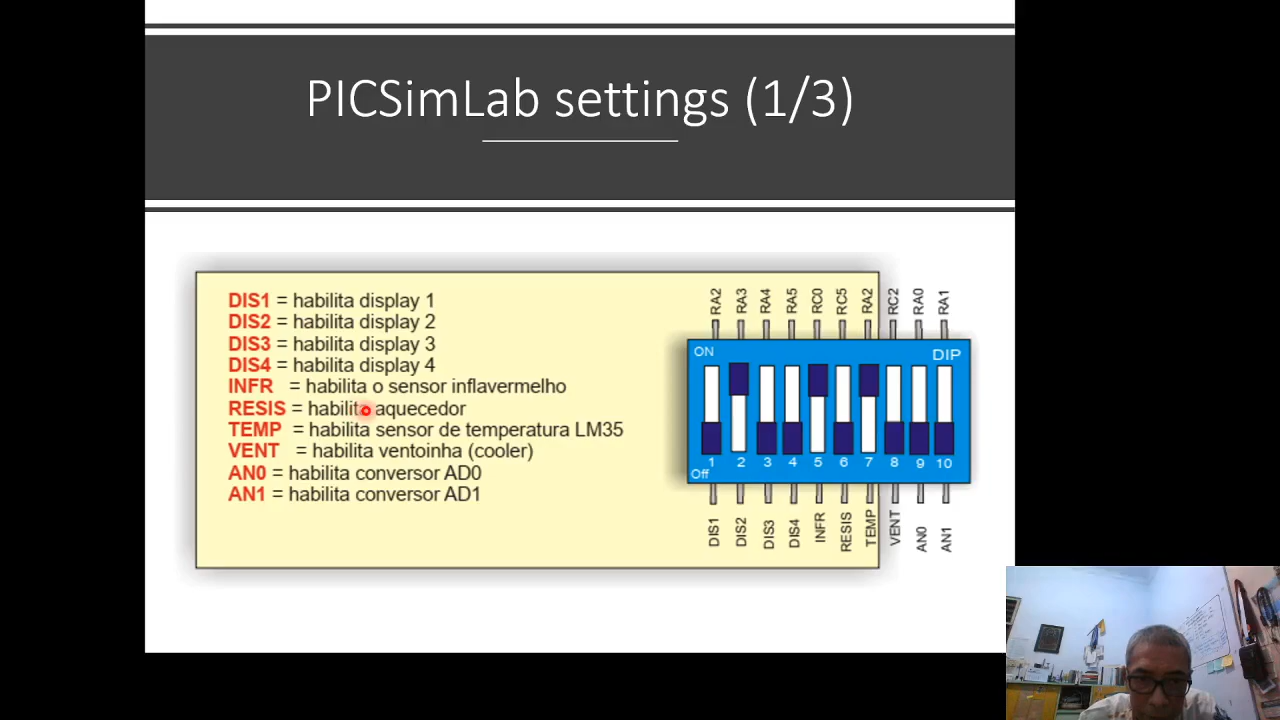 PICSimLab settings (1/3)
DIS1 = habilita display 1
DIS2 = habilita display 2
DIS3 = habilita display 3
DIS4 = habilita display 4
INFR = habilita o sensor inflavermelho
RESIS = habilita aquecedor
TEMP = habilita sensor de temperatura LM35
VENT = habilita ventoinha (cooler)
AN0 = habilita conversor AD0
AN1 = habilita conversor AD1
RA2 RA3 RA4 RA5 RC0 RC5 RA2 RC2 RA0 RA1
ON DIP
1 2 3 4 5 6 7 8 9 10
Off
DIS1 DIS2 DIS3 DIS4 INFR RESIS TEMP VENT AN0 AN1